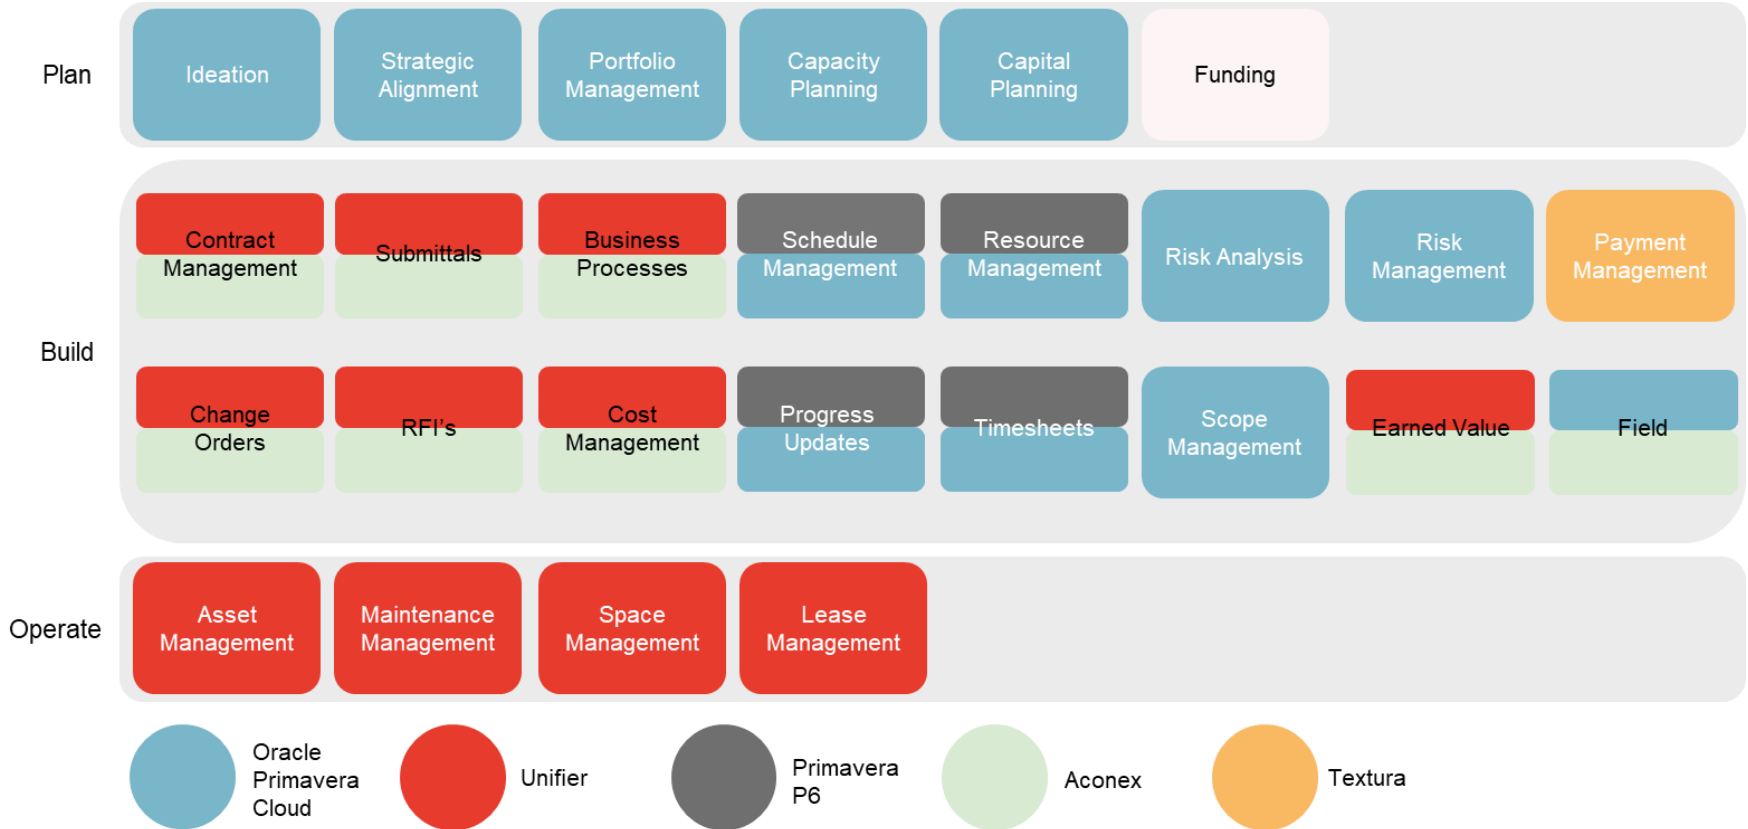 Plan
Ideation
Strategic
Alignment
Portfolio
Management
Capacity
Planning
Capital
Planning
Funding
Build
Contract
Management
Submittals
Business
Processes
Schedule
Management
Resource
Management
Risk Analysis
Risk
Management
Payment
Management
Change
Orders
RFI's
Cost
Management
Progress
Updates
Timesheets
Scope
Management
Earned Value
Field
Operate
Asset
Management
Maintenance
Management
Space
Management
Lease
Management
Oracle
Primavera
Cloud
Unifier
Primavera
P6
Aconex
Textura